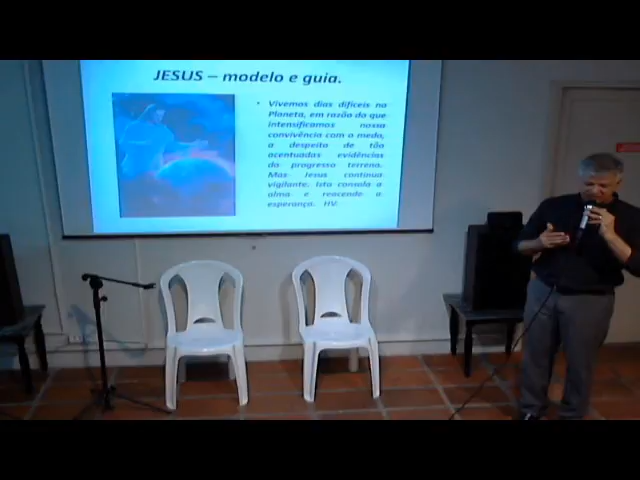 JESUS – modelo e guia.
• Vivemos dias difíceis no
Planeta, em razão do que
intensificamos nossa
convivência com o medo,
a despeito de tão
acentuadas evidências
do progresso terreno.
Mas Jesus continua
vigilante, isto consola a
alma e reacende a
esperança. HV.